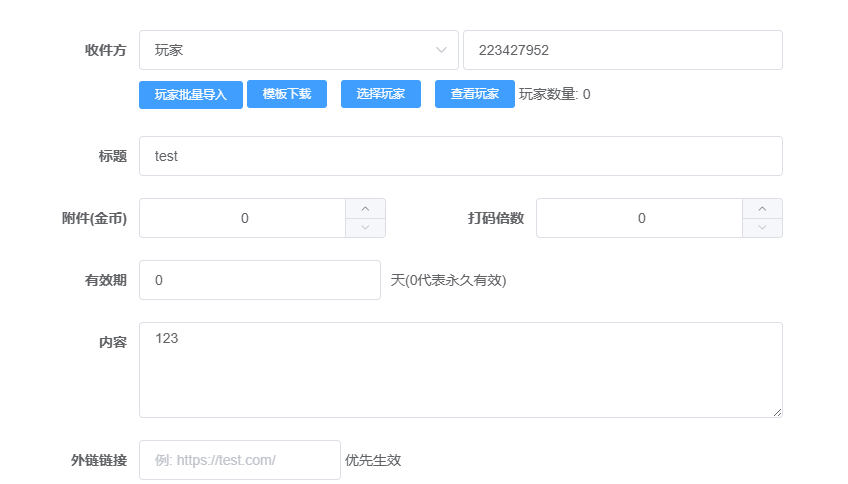 收件方 玩家 223427952
玩家批量导入 模板下载 选择玩家 查看玩家 玩家数量: 0
标题 test
附件(金币) 0 打码倍数 0
有效期 0 天(0代表永久有效)
内容 123
外链链接 例: https://test.com/ 优先生效